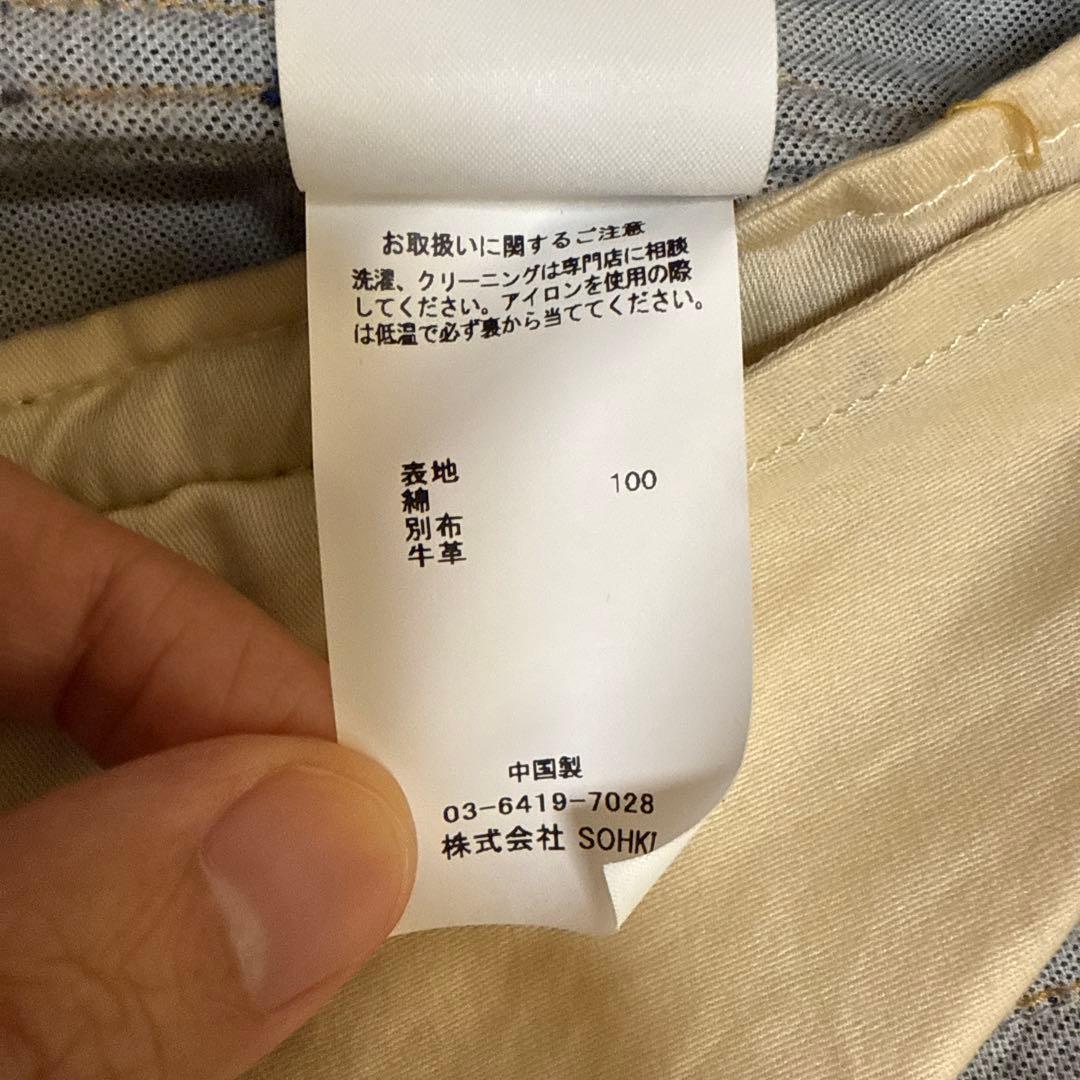 お取扱いに関するご注意
洗濯、クリーニングは専門店に相談
してください。アイロンを使用の際
は低温で必ず裏から当ててください。
表地
綿 100
別布
牛革
中国製
03-6419-7028
株式会社 SOHKI